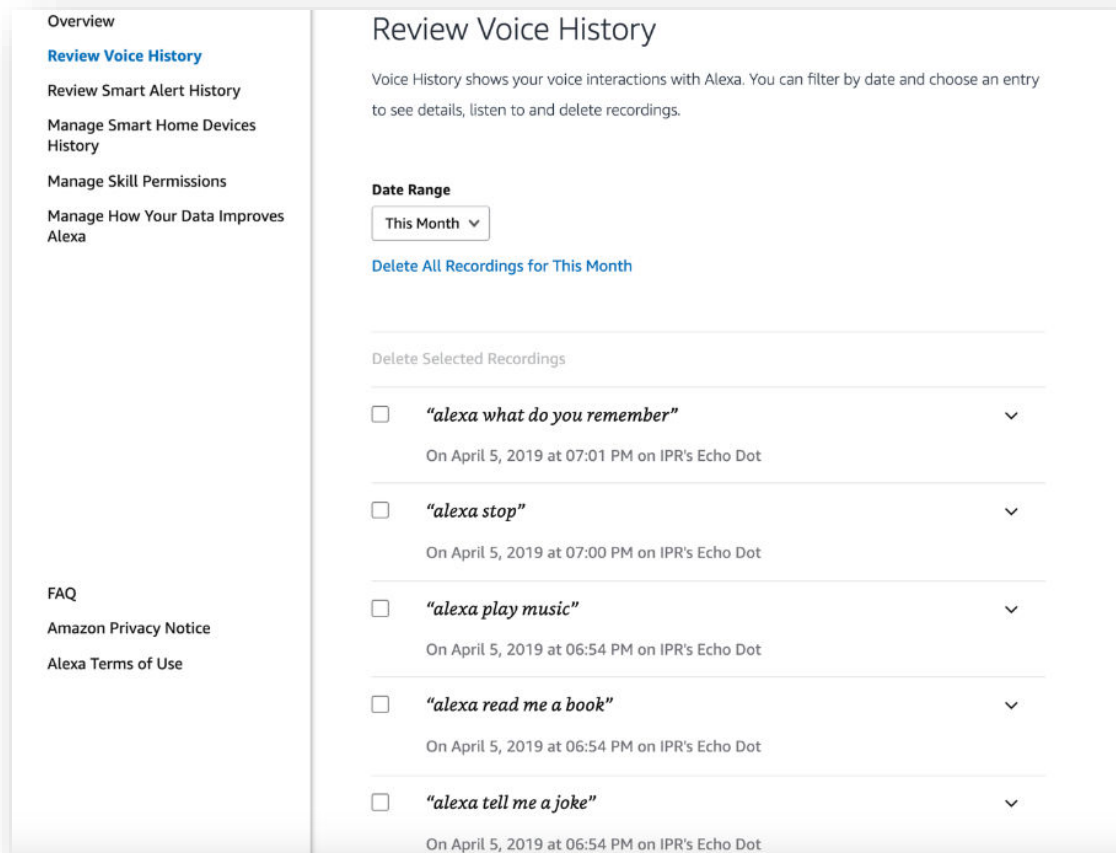 Overview
Review Voice History
Review Smart Alert History
Manage Smart Home Devices
History
Manage Skill Permissions
Manage How Your Data Improves
Alexa
FAQ
Amazon Privacy Notice
Alexa Terms of Use
Review Voice History
Voice History shows your voice interactions with Alexa. You can filter by date and choose an entry
to see details, listen to and delete recordings.
Date Range
This Month
Delete All Recordings for This Month
Delete Selected Recordings
“alexa what do you remember”
On April 5, 2019 at 07:01 PM on IPR's Echo Dot
“alexa stop”
On April 5, 2019 at 07:00 PM on IPR's Echo Dot
“alexa play music”
On April 5, 2019 at 06:54 PM on IPR's Echo Dot
“alexa read me a book”
On April 5, 2019 at 06:54 PM on IPR's Echo Dot
“alexa tell me a joke”
On April 5, 2019 at 06:54 PM on IPR's Echo Dot